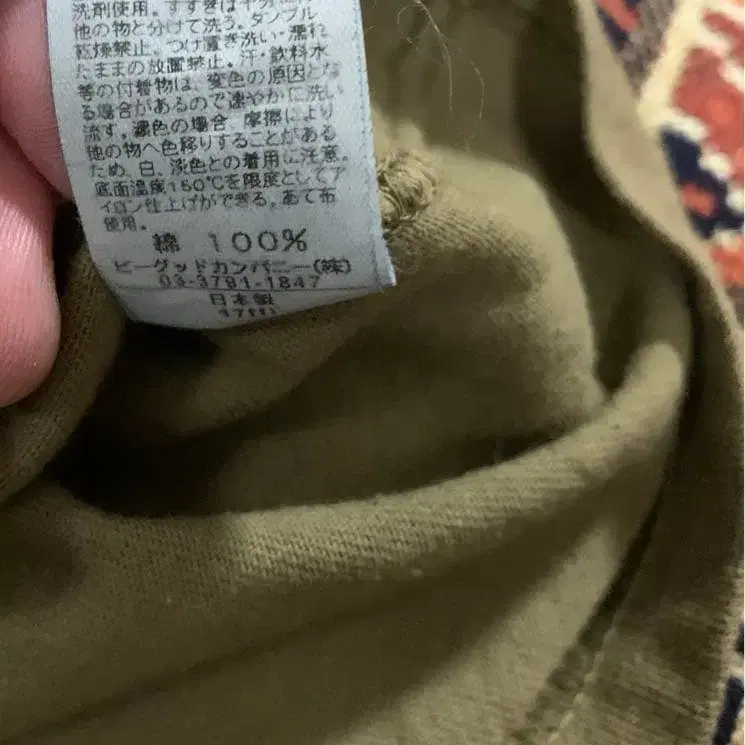 洗剤使用。すすぎは十分に
他の物と分けて洗う。タンブル
乾燥禁止。つけ置き洗い・濡れ
たままの放置禁止。汗・飲料水
等の付着物は、変色の原因とな
る場合があるので速やかに洗い
流す。濃色の場合、摩擦により
他の物へ色移りすることがある
ため、白、淡色との着用に注意。
底面温度150℃を限度としてア
イロン仕上げができる。あて布
使用。
綿 100%
ビーグッドカンパニー(株)
03-3791-1847
日本製